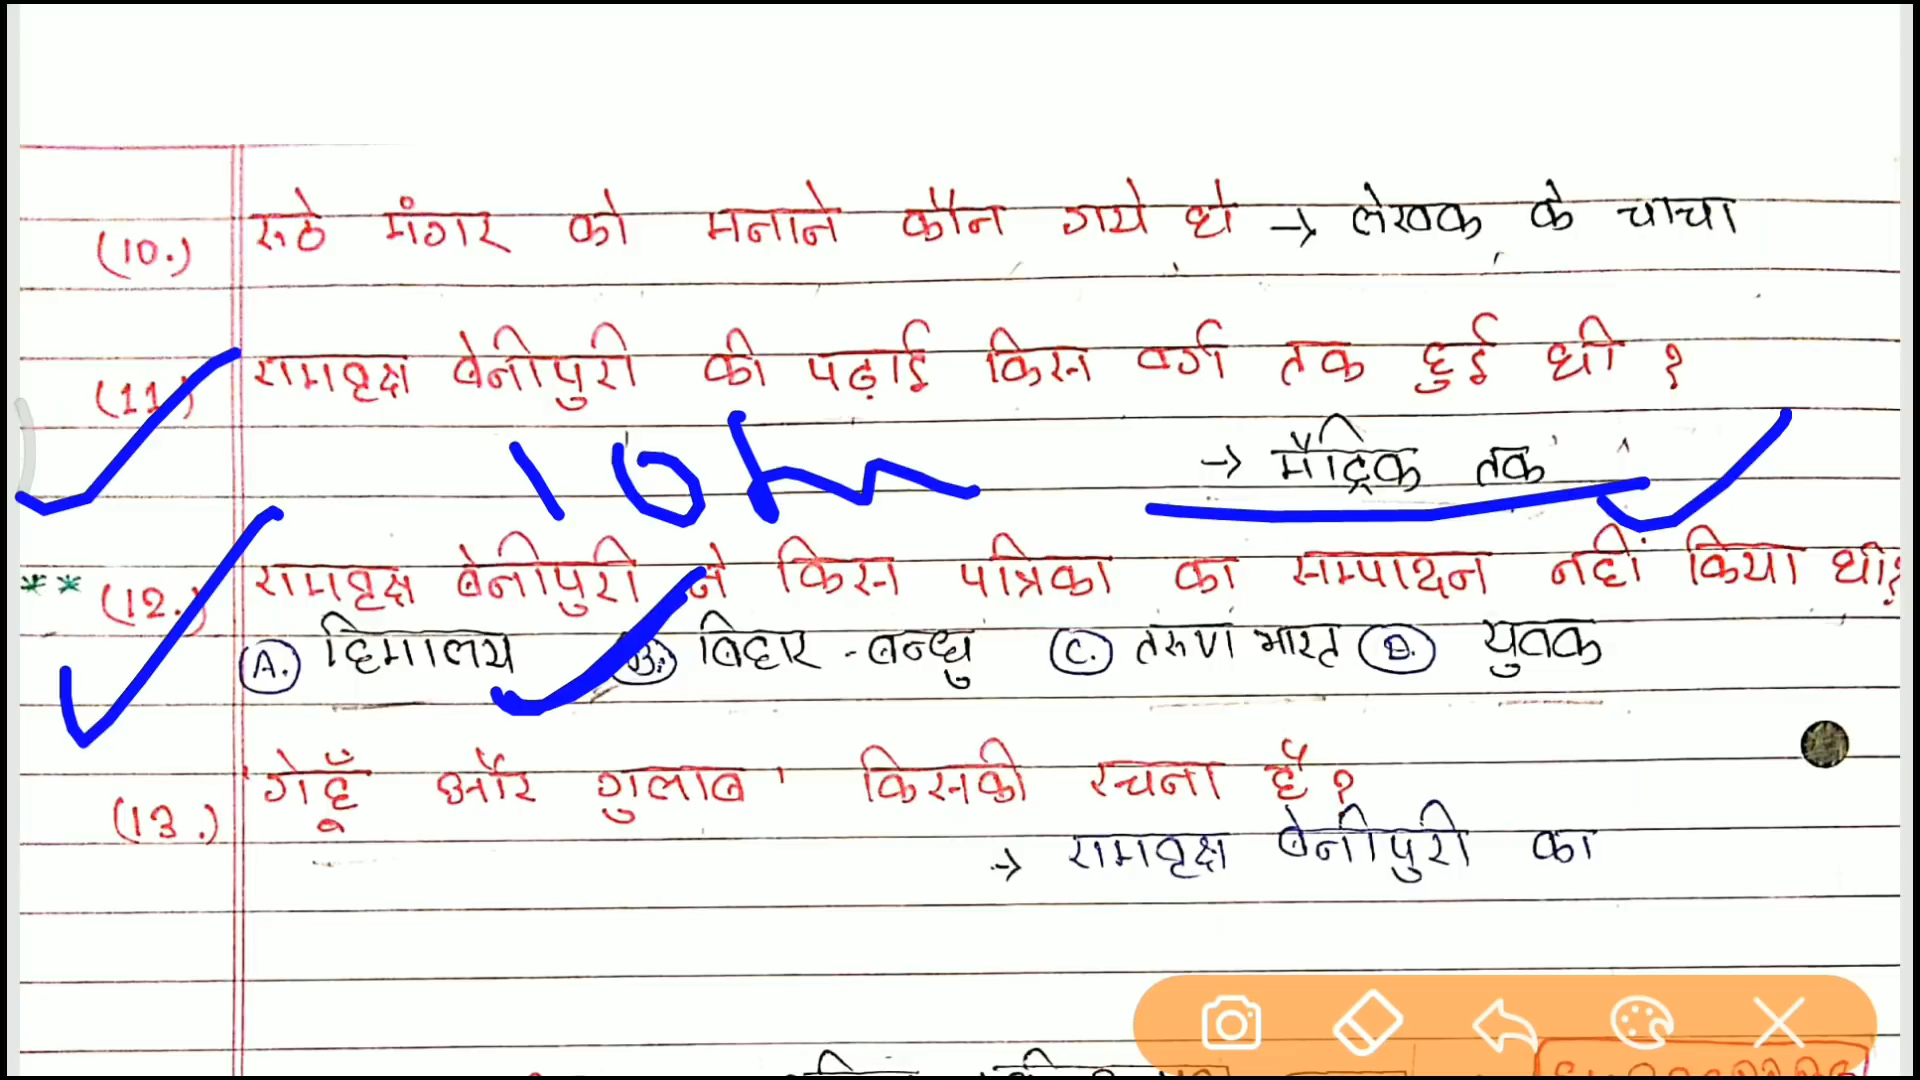 (10.) रूठे मंगर को मनाने कौन गये थे → लेखक के चाचा
(11) रामवृक्ष बेनीपुरी की पढ़ाई किस वर्ग तक हुई थी ?
10th
→ मैट्रिक तक
** (12.) रामवृक्ष बेनीपुरी ने किस पत्रिका का सम्पादन नहीं किया था?
(A.) हिमालय (B.) बिहार - बन्धु (C.) तरुण भारत (D.) युवक
(13.) 'गेहूँ और गुलाब' किसकी रचना है ?
→ रामवृक्ष बेनीपुरी का